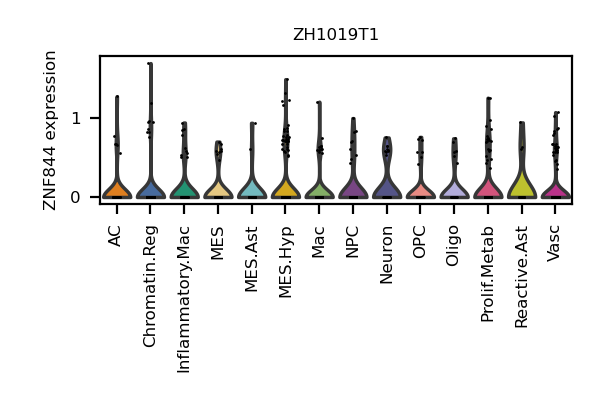 ZH1019T1
ZNF844 expression
1
0
AC
Chromatin.Reg
Inflammatory.Mac
MES
MES.Ast
MES.Hyp
Mac
NPC
Neuron
OPC
Oligo
Prolif.Metab
Reactive.Ast
Vasc